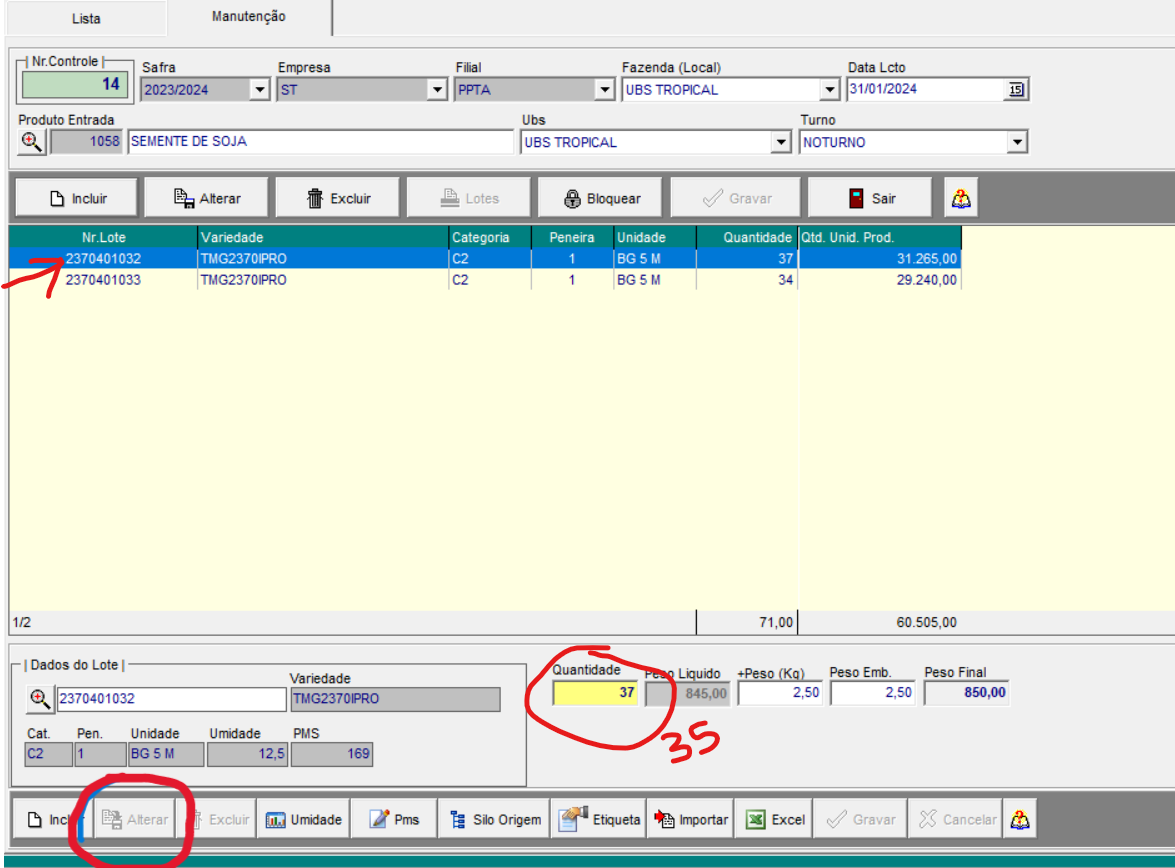 Lista Manutenção
Nr.Controle Safra Empresa Filial Fazenda (Local) Data Lcto
14 2023/2024 ST PPTA UBS TROPICAL 31/01/2024 15
Produto Entrada Ubs Turno
1058 SEMENTE DE SOJA UBS TROPICAL NOTURNO
Incluir Alterar Excluir Lotes Bloquear Gravar Sair
Nr.Lote Variedade Categoria Peneira Unidade Quantidade Qtd. Unid. Prod.
2370401032 TMG2370IPRO C2 1 BG 5 M 37 31.265,00
2370401033 TMG2370IPRO C2 1 BG 5 M 34 29.240,00
1/2 71,00 60.505,00
Dados do Lote
Variedade Quantidade Peso Liquido +Peso (Kg) Peso Emb. Peso Final
2370401032 TMG2370IPRO 37 845,00 2,50 2,50 850,00
35
Cat. Pen. Unidade Umidade PMS
C2 1 BG 5 M 12,5 169
Alterar Excluir Umidade Pms Silo Origem Etiqueta Importar Excel Gravar Cancelar